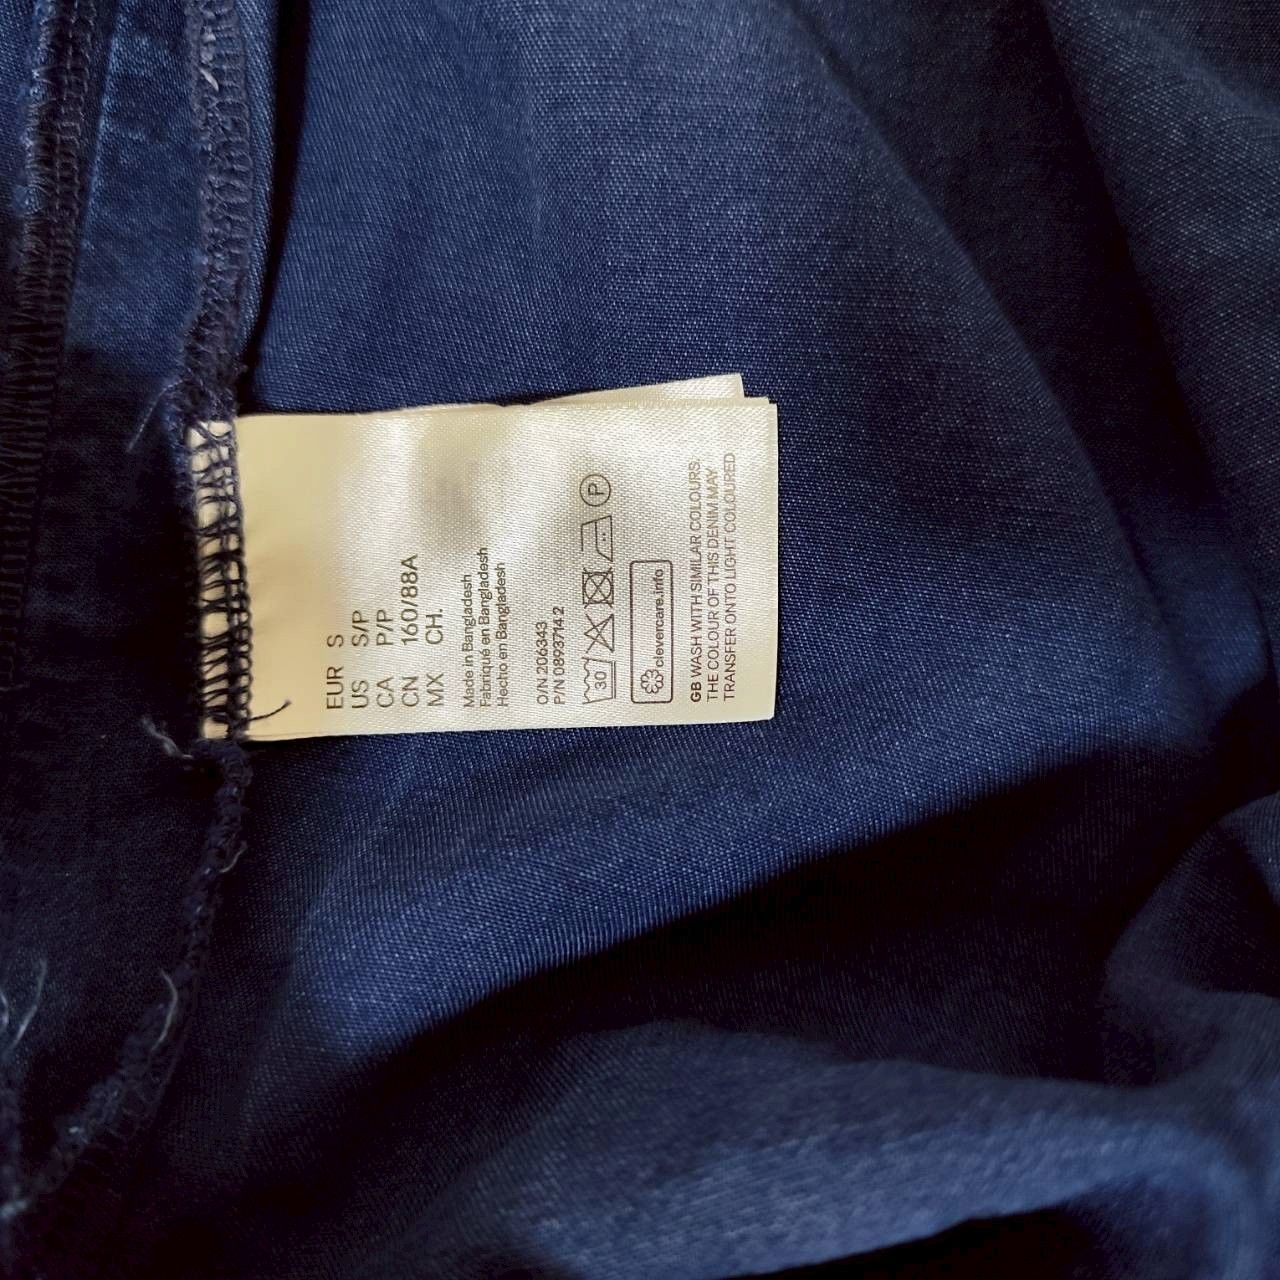 EUR S
US S/P
CA P/P
CN 160/88A
MX CH.
Made in Bangladesh
Fabriqué en Bangladesh
Hecho en Bangladesh
O/N 206343
P/N 0893714 2
30 P
clevercare.info
GB WASH WITH SIMILAR COLOURS.
THE COLOUR OF THIS DENIM MAY
TRANSFER ONTO LIGHT COLOURED